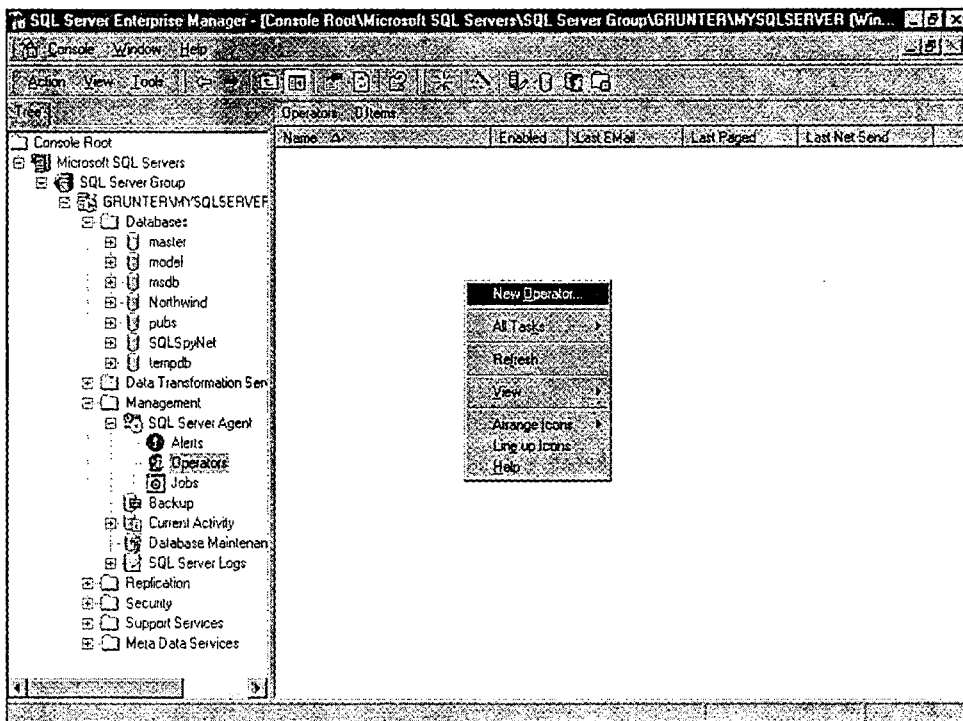 SQL Server Enterprise Manager - [Console Root\Microsoft SQL Servers\SQL Server Group\GRUNTER\MYSQLSERVER (Win...
Console Window Help
Action View Tools
Tree
Operators 0 Items
Name Enabled Last EMail Last Paged Last Net Send
Console Root
Microsoft SQL Servers
SQL Server Group
GRUNTER\MYSQLSERVER
Databases
master
model
msdb
Northwind
pubs
SQLSpyNet
tempdb
Data Transformation Ser
Management
SQL Server Agent
Alerts
Operators
Jobs
Backup
Current Activity
Database Maintenan
SQL Server Logs
Replication
Security
Support Services
Meta Data Services
New Operator...
All Tasks
Refresh
View
Arrange Icons
Line up Icons
Help